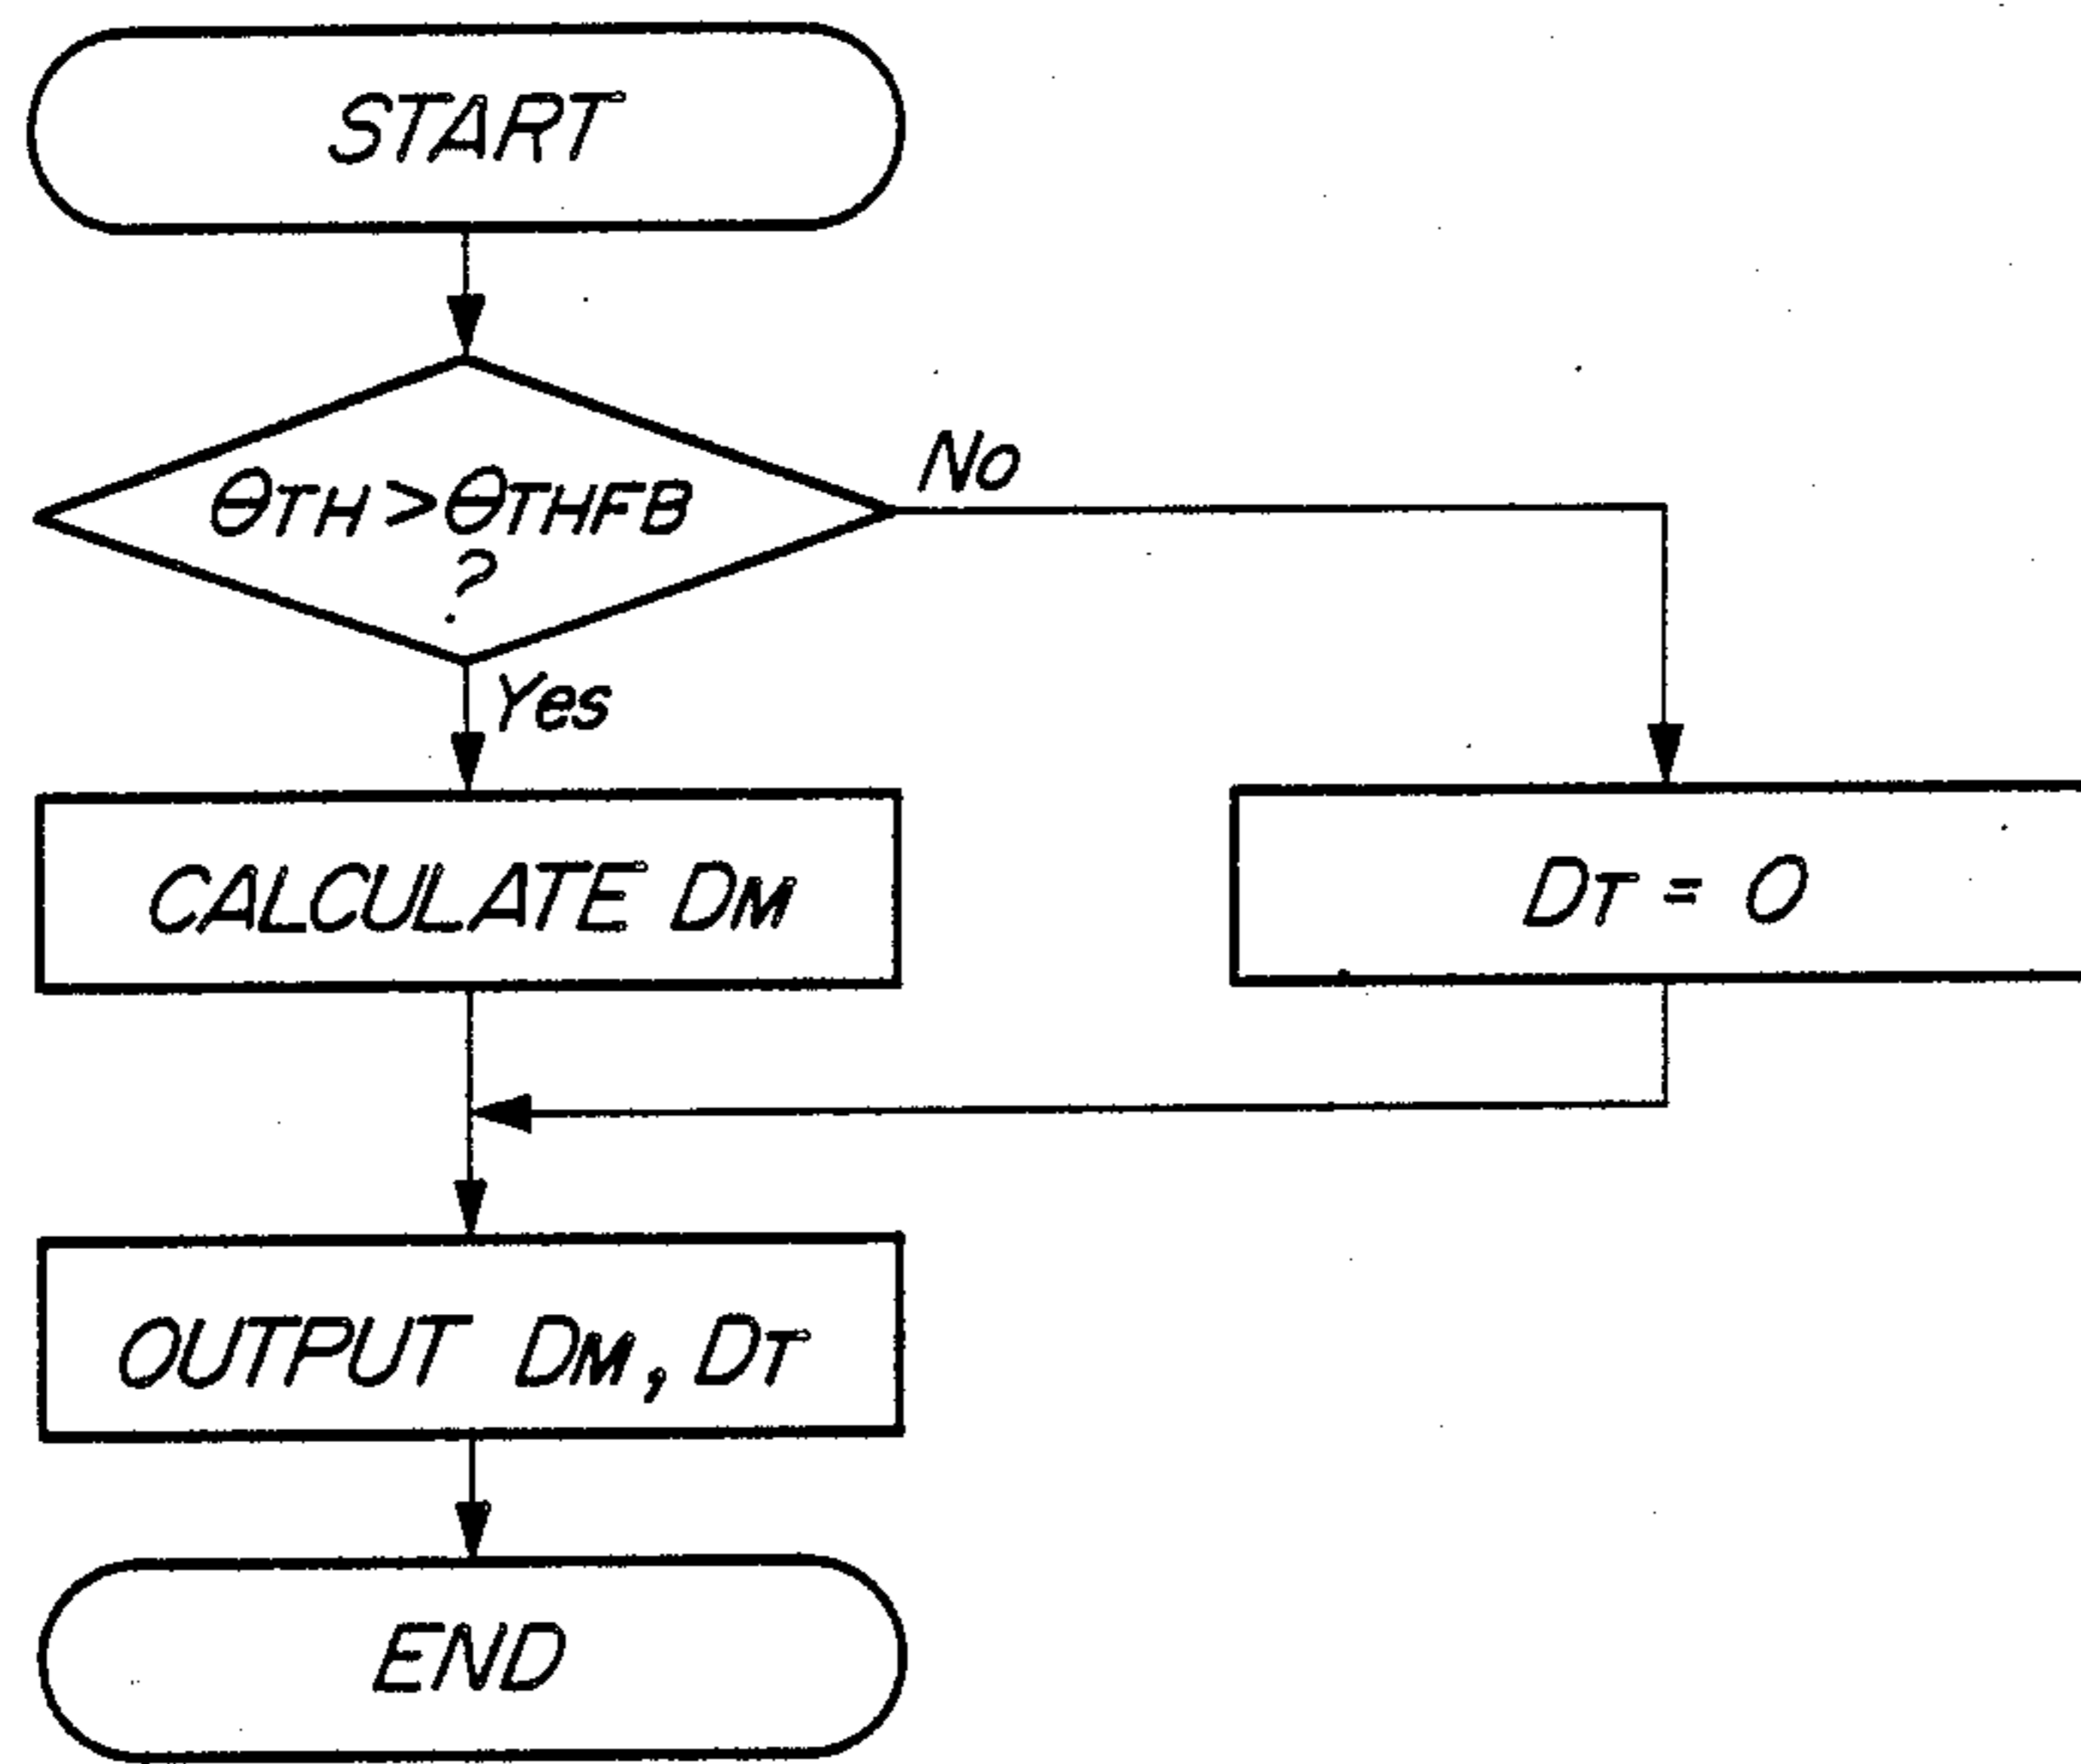 START
θTH>θTHFB
?
No
Yes
CALCULATE DM
DT = 0
OUTPUT DM, DT
END